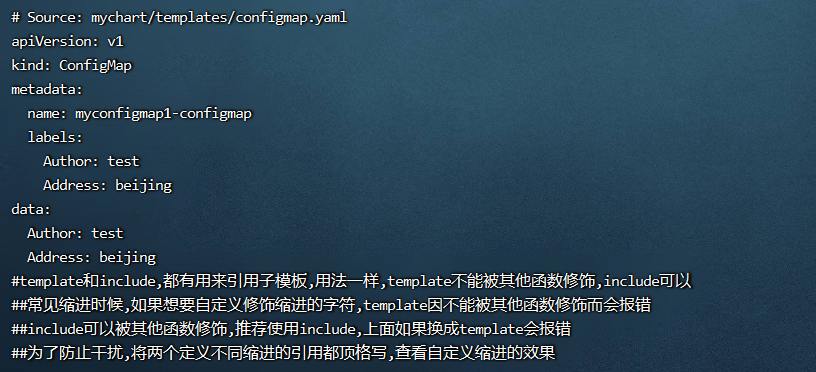 # Source: mychart/templates/configmap.yaml
apiVersion: v1
kind: ConfigMap
metadata:
  name: myconfigmap1-configmap
  labels:
    Author: test
    Address: beijing
data:
  Author: test
  Address: beijing
#template和include,都有用来引用子模板,用法一样,template不能被其他函数修饰,include可以
##常见缩进时候,如果想要自定义修饰缩进的字符,template因不能被其他函数修饰而会报错
##include可以被其他函数修饰,推荐使用include,上面如果换成template会报错
##为了防止干扰,将两个定义不同缩进的引用都顶格写,查看自定义缩进的效果